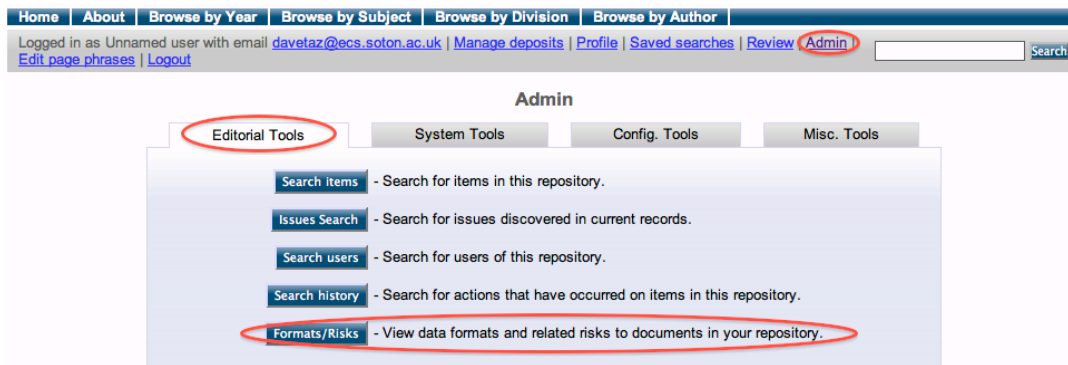 Home About Browse by Year Browse by Subject Browse by Division Browse by Author
Logged in as Unnamed user with email davetaz@ecs.soton.ac.uk | Manage deposits | Profile | Saved searches | Review | Admin |
Edit page phrases | Logout
Search
Admin
Editorial Tools System Tools Config. Tools Misc. Tools
Search items - Search for items in this repository.
Issues Search - Search for issues discovered in current records.
Search users - Search for users of this repository.
Search history - Search for actions that have occurred on items in this repository.
Formats/Risks - View data formats and related risks to documents in your repository.